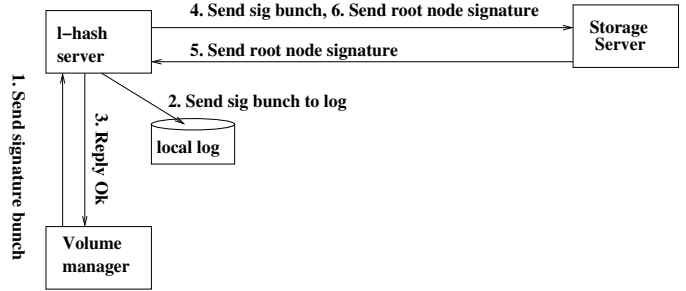 4. Send sig bunch, 6. Send root node signature
l-hash
server
Storage
Server
5. Send root node signature
2. Send sig bunch to log
local log
1. Send signature bunch
3. Reply Ok
Volume
manager